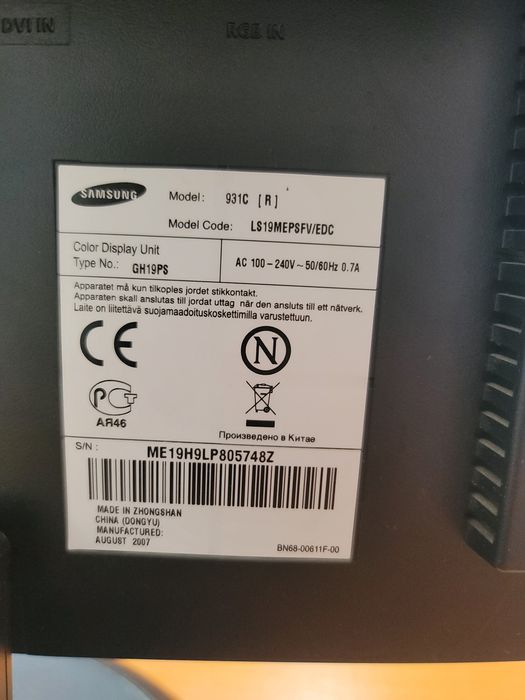 DVI IN
RGB IN
SAMSUNG
Model: 931C [R]
Model Code: LS19MEPSFV/EDC
Color Display Unit
Type No.: GH19PS
AC 100-240V~50/60Hz 0.7A
Apparatet må kun tilkoples jordet stikkontakt.
Apparaten skall anslutas till jordat uttag när den ansluts till ett nätverk.
Laite on liitettävä suojamaadoituskoskettimilla varustettuun.
CE
N
РСТ
АЯ46
Произведено в Китае
S/N:
ME19H9LP805748Z
MADE IN ZHONGSHAN
CHINA (DONGYU)
MANUFACTURED:
AUGUST 2007
BN68-00611F-00